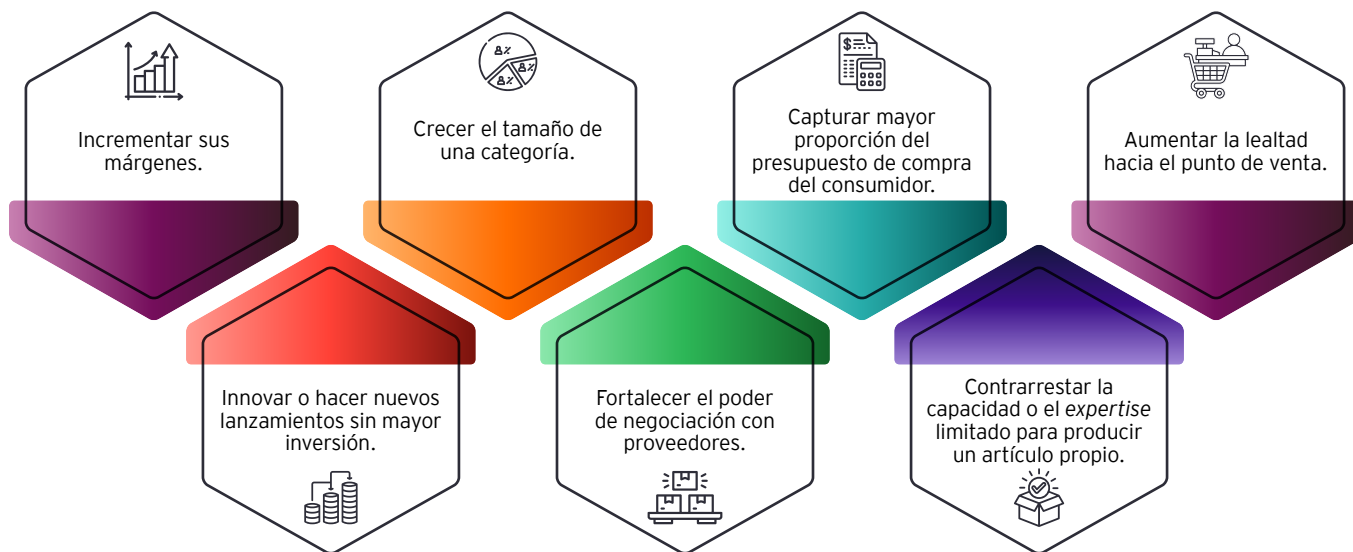 Incrementar sus
márgenes.
Innovar o hacer nuevos
lanzamientos sin mayor
inversión.
Crecer el tamaño de
una categoría.
Fortalecer el poder
de negociación con
proveedores.
$
Capturar mayor
proporción del
presupuesto de compra
del consumidor.
Contrarrestar la
capacidad o el expertise
limitado para producir
un artículo propio.
Aumentar la lealtad
hacia el punto de venta.